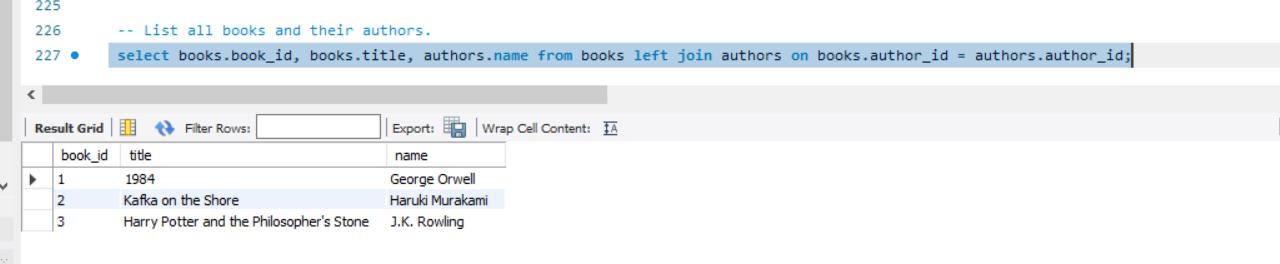 225
226 -- List all books and their authors.
227 select books.book_id, books.title, authors.name from books left join authors on books.author_id = authors.author_id;
Result Grid Filter Rows: Export: Wrap Cell Content: IA
book_id title name
1 1984 George Orwell
2 Kafka on the Shore Haruki Murakami
3 Harry Potter and the Philosopher's Stone J.K. Rowling